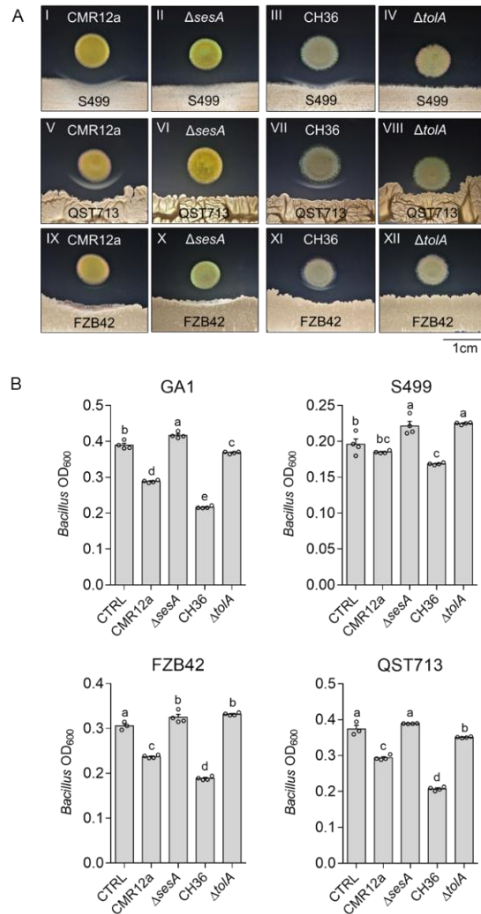 A
I CMR12a II ΔsesA III CH36 IV ΔtolA
S499 S499 S499 S499
V CMR12a VI ΔsesA VII CH36 VIII ΔtolA
QST713 QST713 QST713 QST713
IX CMR12a X ΔsesA XI CH36 XII ΔtolA
FZB42 FZB42 FZB42 FZB42
1cm
B
GA1
Bacillus OD600
0.5
0.4
0.3
0.2
0.1
0.0
b d a e c
CTRL CMR12a ΔsesA CH36 ΔtolA
S499
Bacillus OD600
0.25
0.20
0.15
0.10
0.05
0.00
b bc a c a
CTRL CMR12a ΔsesA CH36 ΔtolA
FZB42
Bacillus OD600
0.4
0.3
0.2
0.1
0.0
a c b d b
CTRL CMR12a ΔsesA CH36 ΔtolA
QST713
Bacillus OD600
0.5
0.4
0.3
0.2
0.1
0.0
a c a d b
CTRL CMR12a ΔsesA CH36 ΔtolA